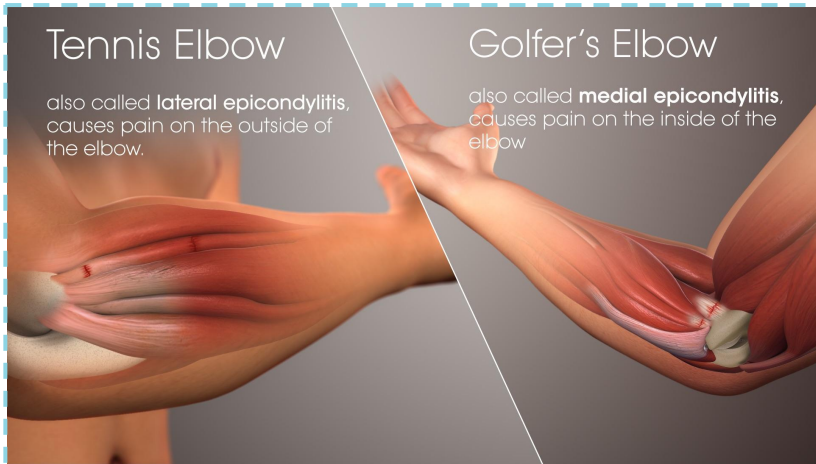 Tennis Elbow
also called lateral epicondylitis,
causes pain on the outside of
the elbow.
Golfer's Elbow
also called medial epicondylitis,
causes pain on the inside of the
elbow